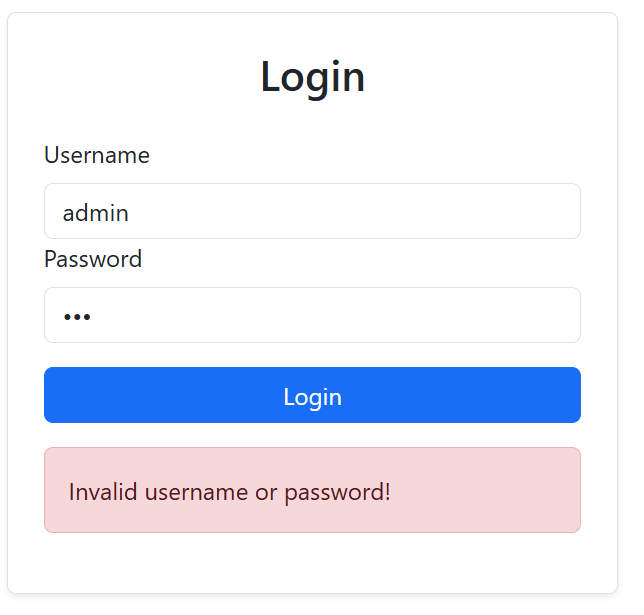 Login
Username
admin
Password
•••
Login
Invalid username or password!